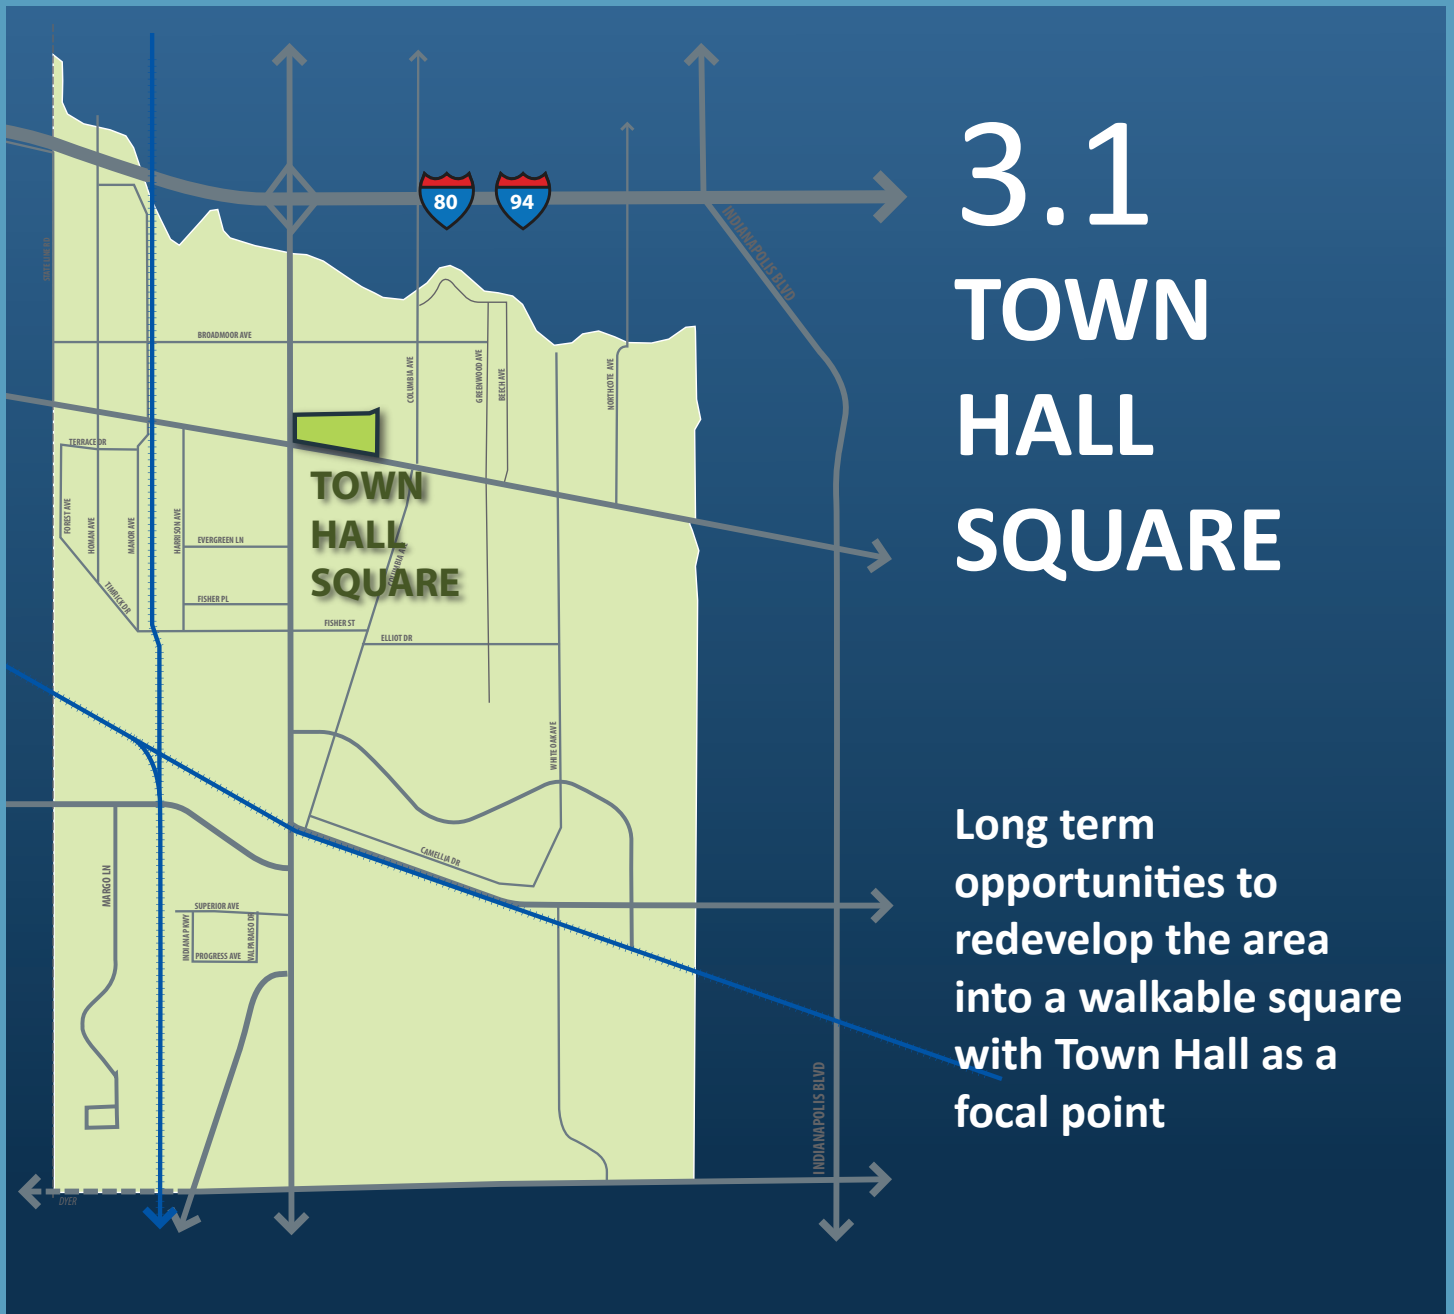 3.1
TOWN
HALL
SQUARE
Long term
opportunities to
redevelop the area
into a walkable square
with Town Hall as a
focal point
80
94
INDIANAPOLIS BLVD
BROADMOOR AVE
COLUMBIA AVE
GREENWOOD AVE
BEECH AVE
NORTHCOTE AVE
TERRACE DR
TOWN
HALL
SQUARE
FOREST AVE
HOMAN AVE
MANOR AVE
HARRISON AVE
EVERGREEN LN
TIMRICK DR
FISHER PL
FISHER ST
ELLIOT DR
WHITE OAK AVE
CAMELLIA DR
MARGO LN
SUPERIOR AVE
INDIANA PKWY
VALPARAISO DR
PROGRESS AVE
INDIANAPOLIS BLVD
DYER